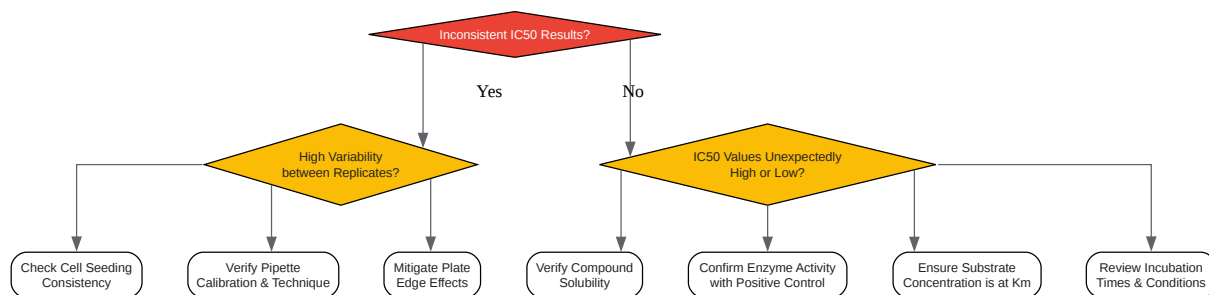 Inconsistent IC50 Results?
Yes
No
High Variability
between Replicates?
IC50 Values Unexpectedly
High or Low?
Check Cell Seeding
Consistency
Verify Pipette
Calibration & Technique
Mitigate Plate
Edge Effects
Verify Compound
Solubility
Confirm Enzyme Activity
with Positive Control
Ensure Substrate
Concentration is at Km
Review Incubation
Times & Conditions